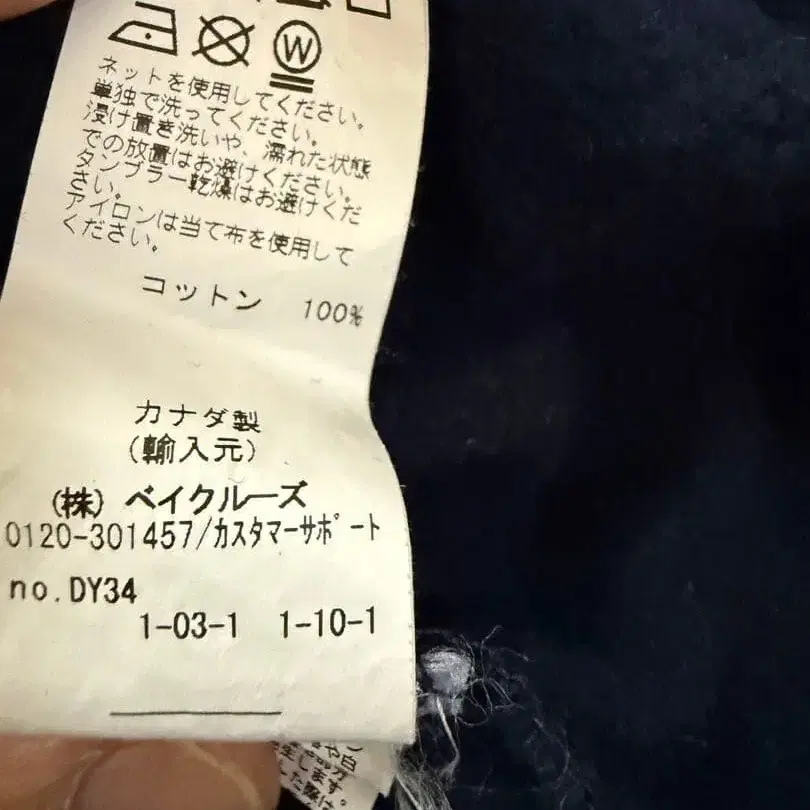 W
ネットを使用してください。
単独で洗ってください。
浸け置き洗いや、濡れた状態
での放置はお避けください。
タンブラー乾燥はお避けくだ
さい。
アイロンは当て布を使用して
ください。
コットン 100%
カナダ製
(輸入元)
(株) ベイクルーズ
0120-301457/カスタマーサポート
no.DY34
1-03-1 1-10-1